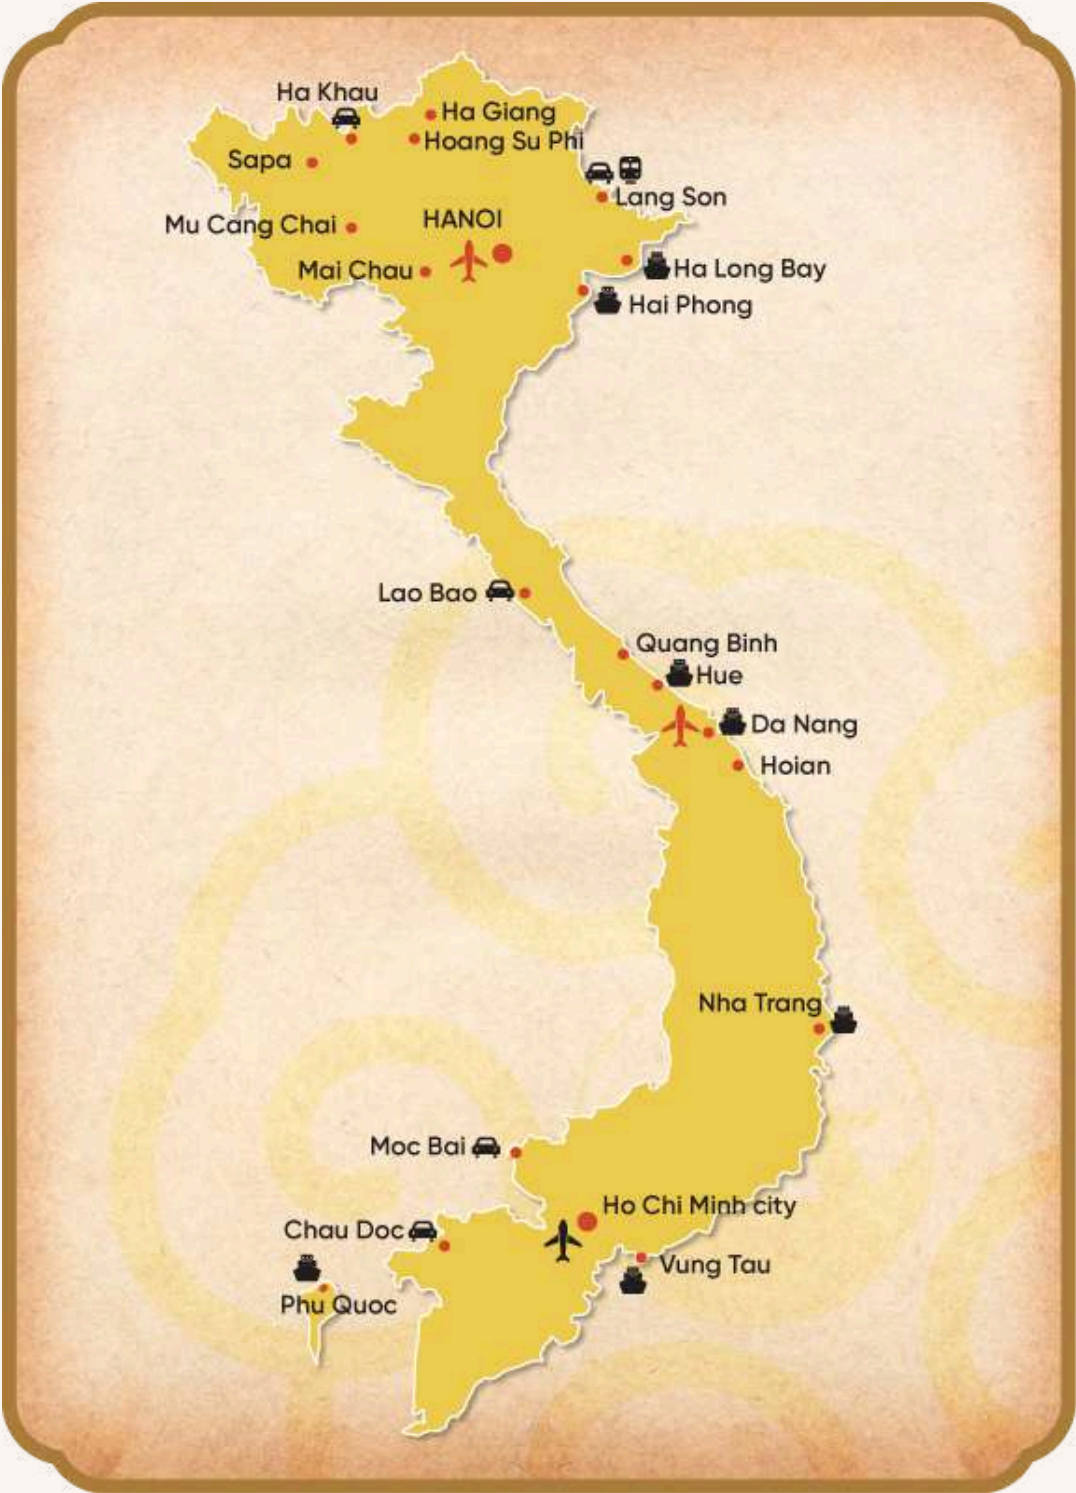 Ha Khau
Ha Giang
Hoang Su Phi
Sapa
Lang Son
HANOI
Mu Cang Chai
Mai Chau
Ha Long Bay
Hai Phong
Lao Bao
Quang Binh
Hue
Da Nang
Hoian
Nha Trang
Moc Bai
Ho Chi Minh city
Chau Doc
Vung Tau
Phu Quoc